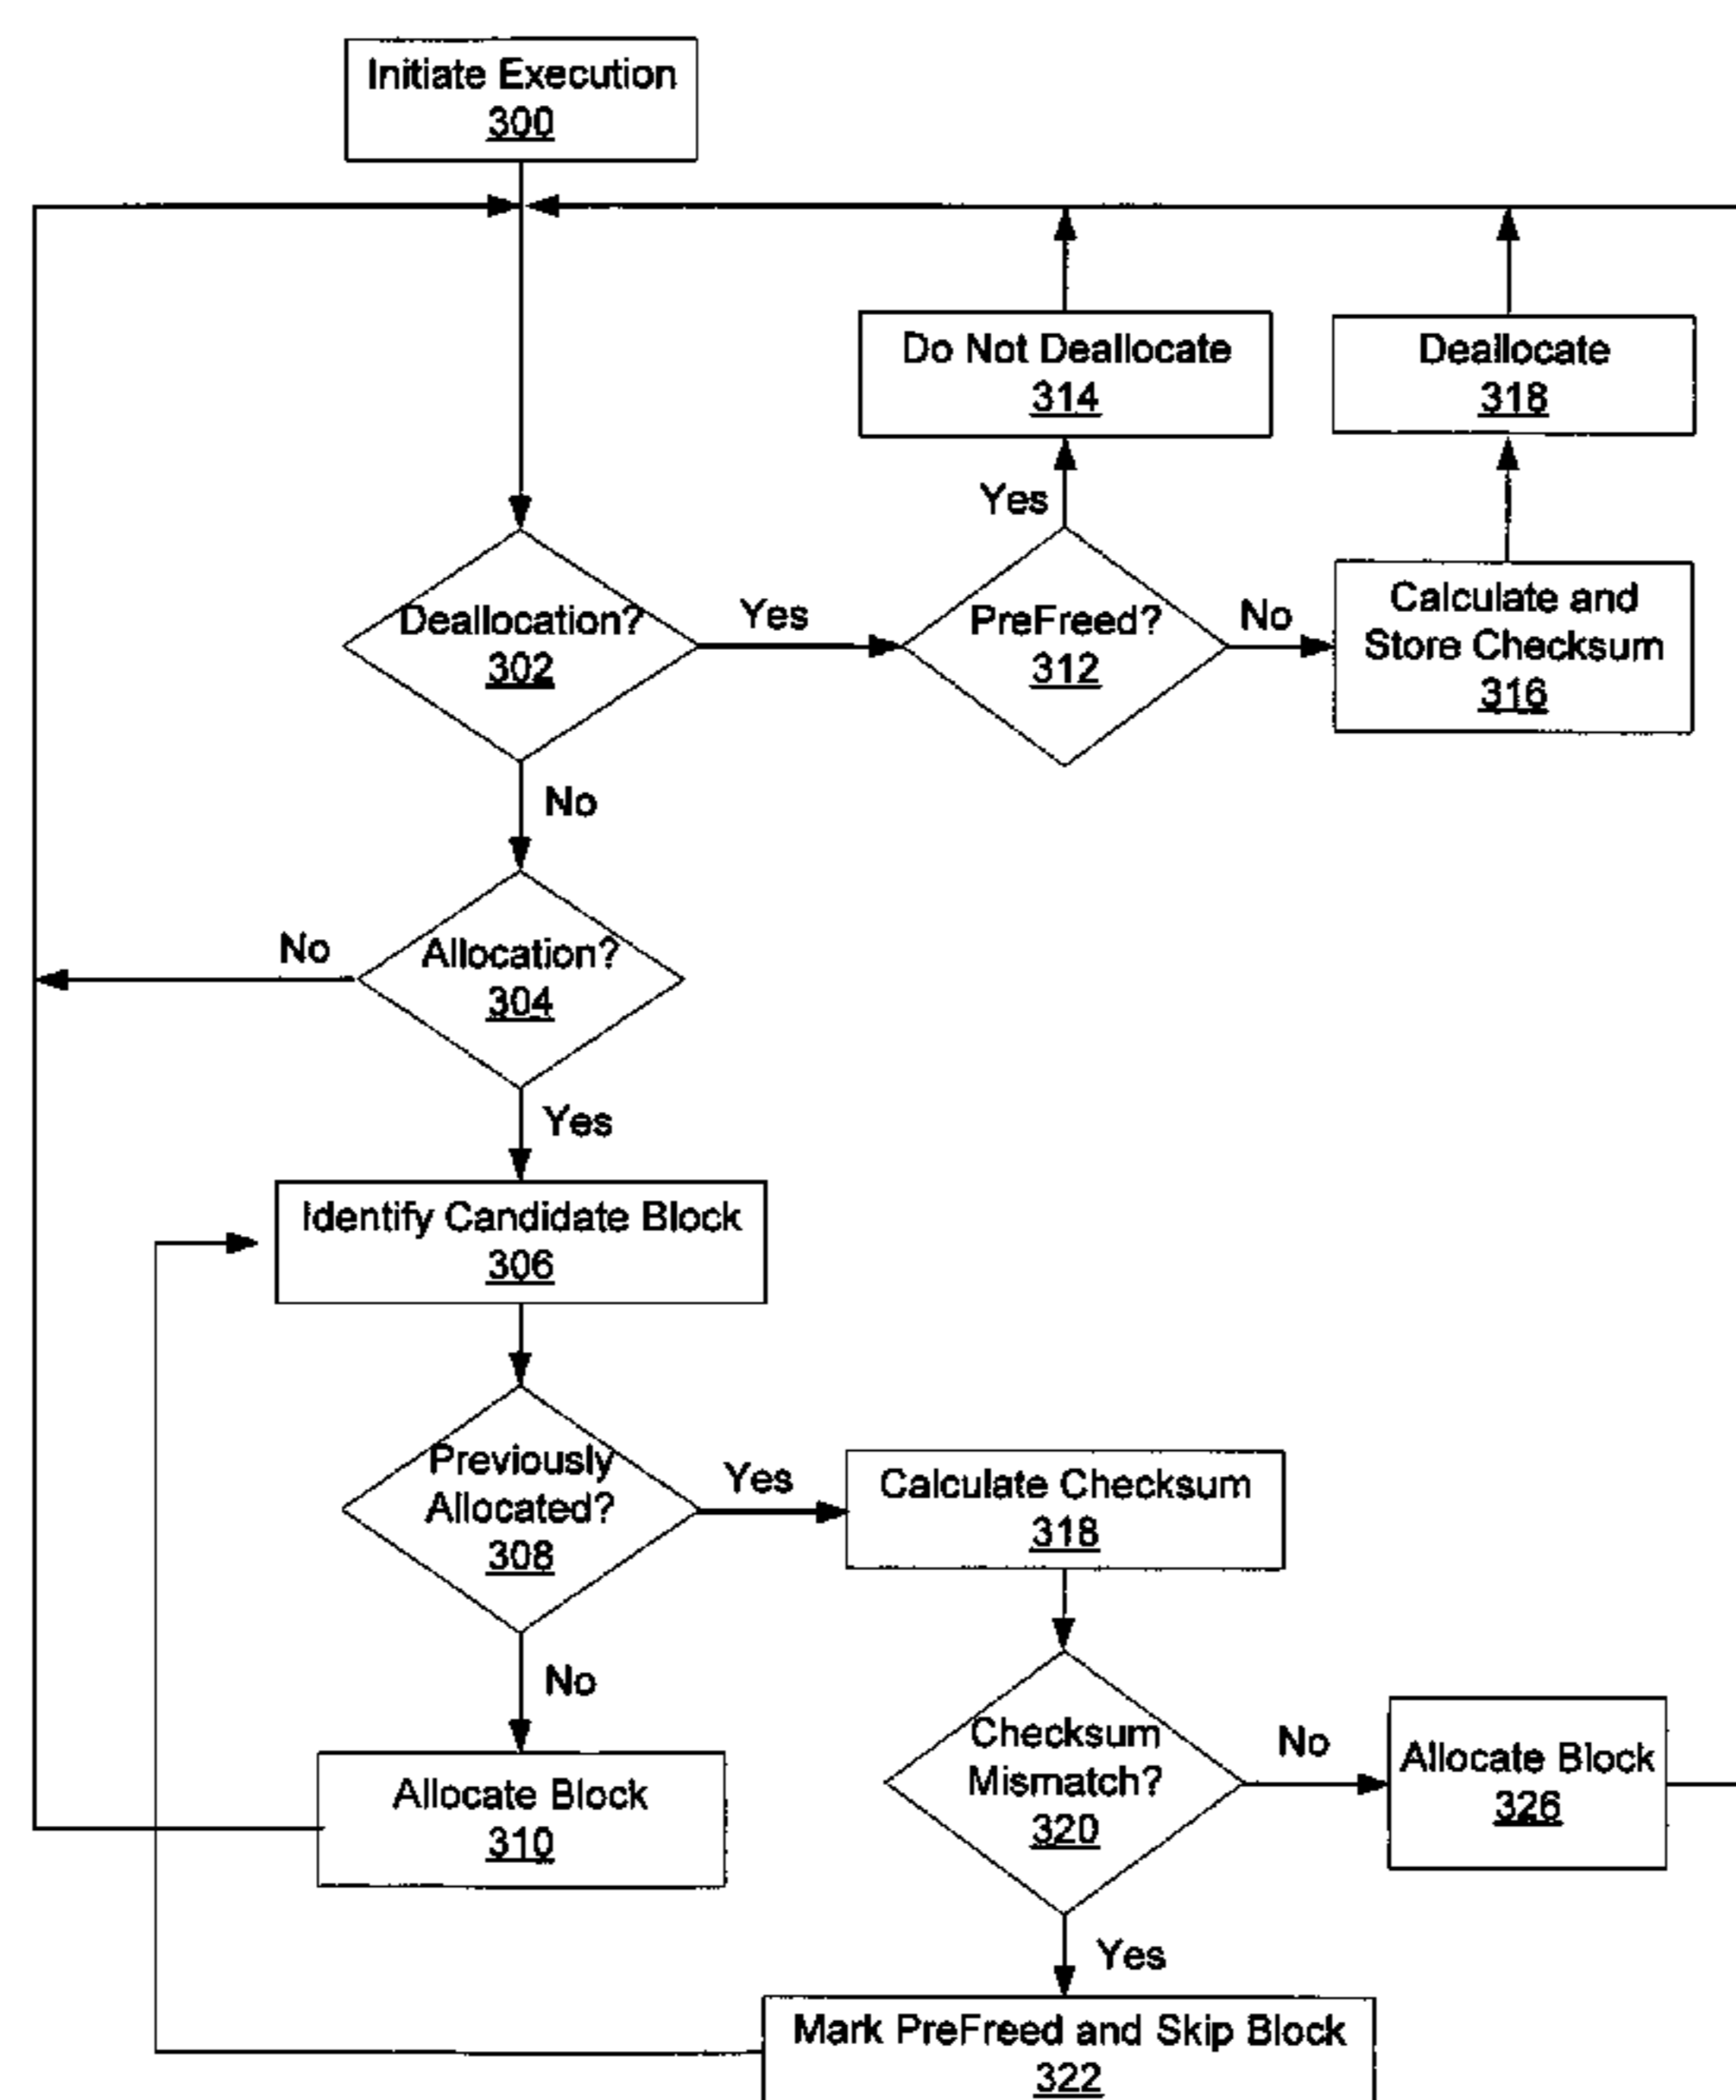 Initiate Execution
300
Do Not Deallocate
314
Deallocate
318
Yes
Deallocation?
302
Yes
PreFreed?
312
No
Calculate and
Store Checksum
316
No
No
Allocation?
304
Yes
Identify Candidate Block
306
Previously
Allocated?
308
Yes
Calculate Checksum
318
No
Checksum
Mismatch?
320
No
Allocate Block
326
Allocate Block
310
Yes
Mark PreFreed and Skip Block
322